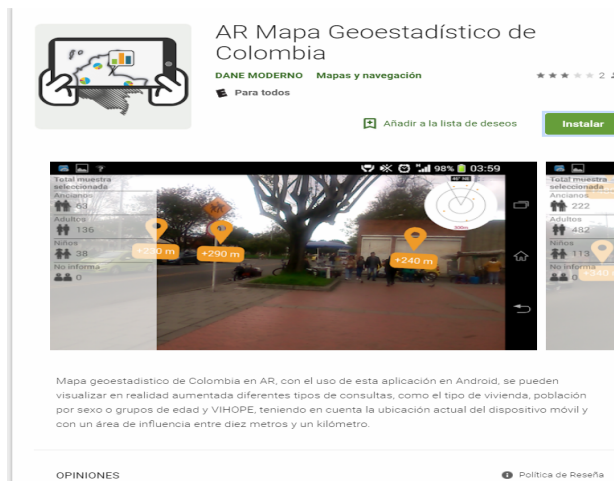 AR Mapa Geoestadístico de
Colombia
DANE MODERNO Mapas y navegación
2
Para todos
Añadir a la lista de deseos
Instalar
98% 03:59
Total muestra
seleccionada
Ancianos
63
Adultos
136
Niños
38
No informa
0
+230 m
+290 m
+240 m
300m
Total muestra
seleccionada
Ancianos
222
Adultos
482
Niños
113
No informa
0
+340 m
Mapa geoestadistico de Colombia en AR, con el uso de esta aplicación en Android, se pueden
visualizar en realidad aumentada diferentes tipos de consultas, como el tipo de vivienda, población
por sexo o grupos de edad y VIHOPE, teniendo en cuenta la ubicación actual del dispositivo móvil y
con un área de influencia entre diez metros y un kilómetro.
OPINIONES
Política de Reseña